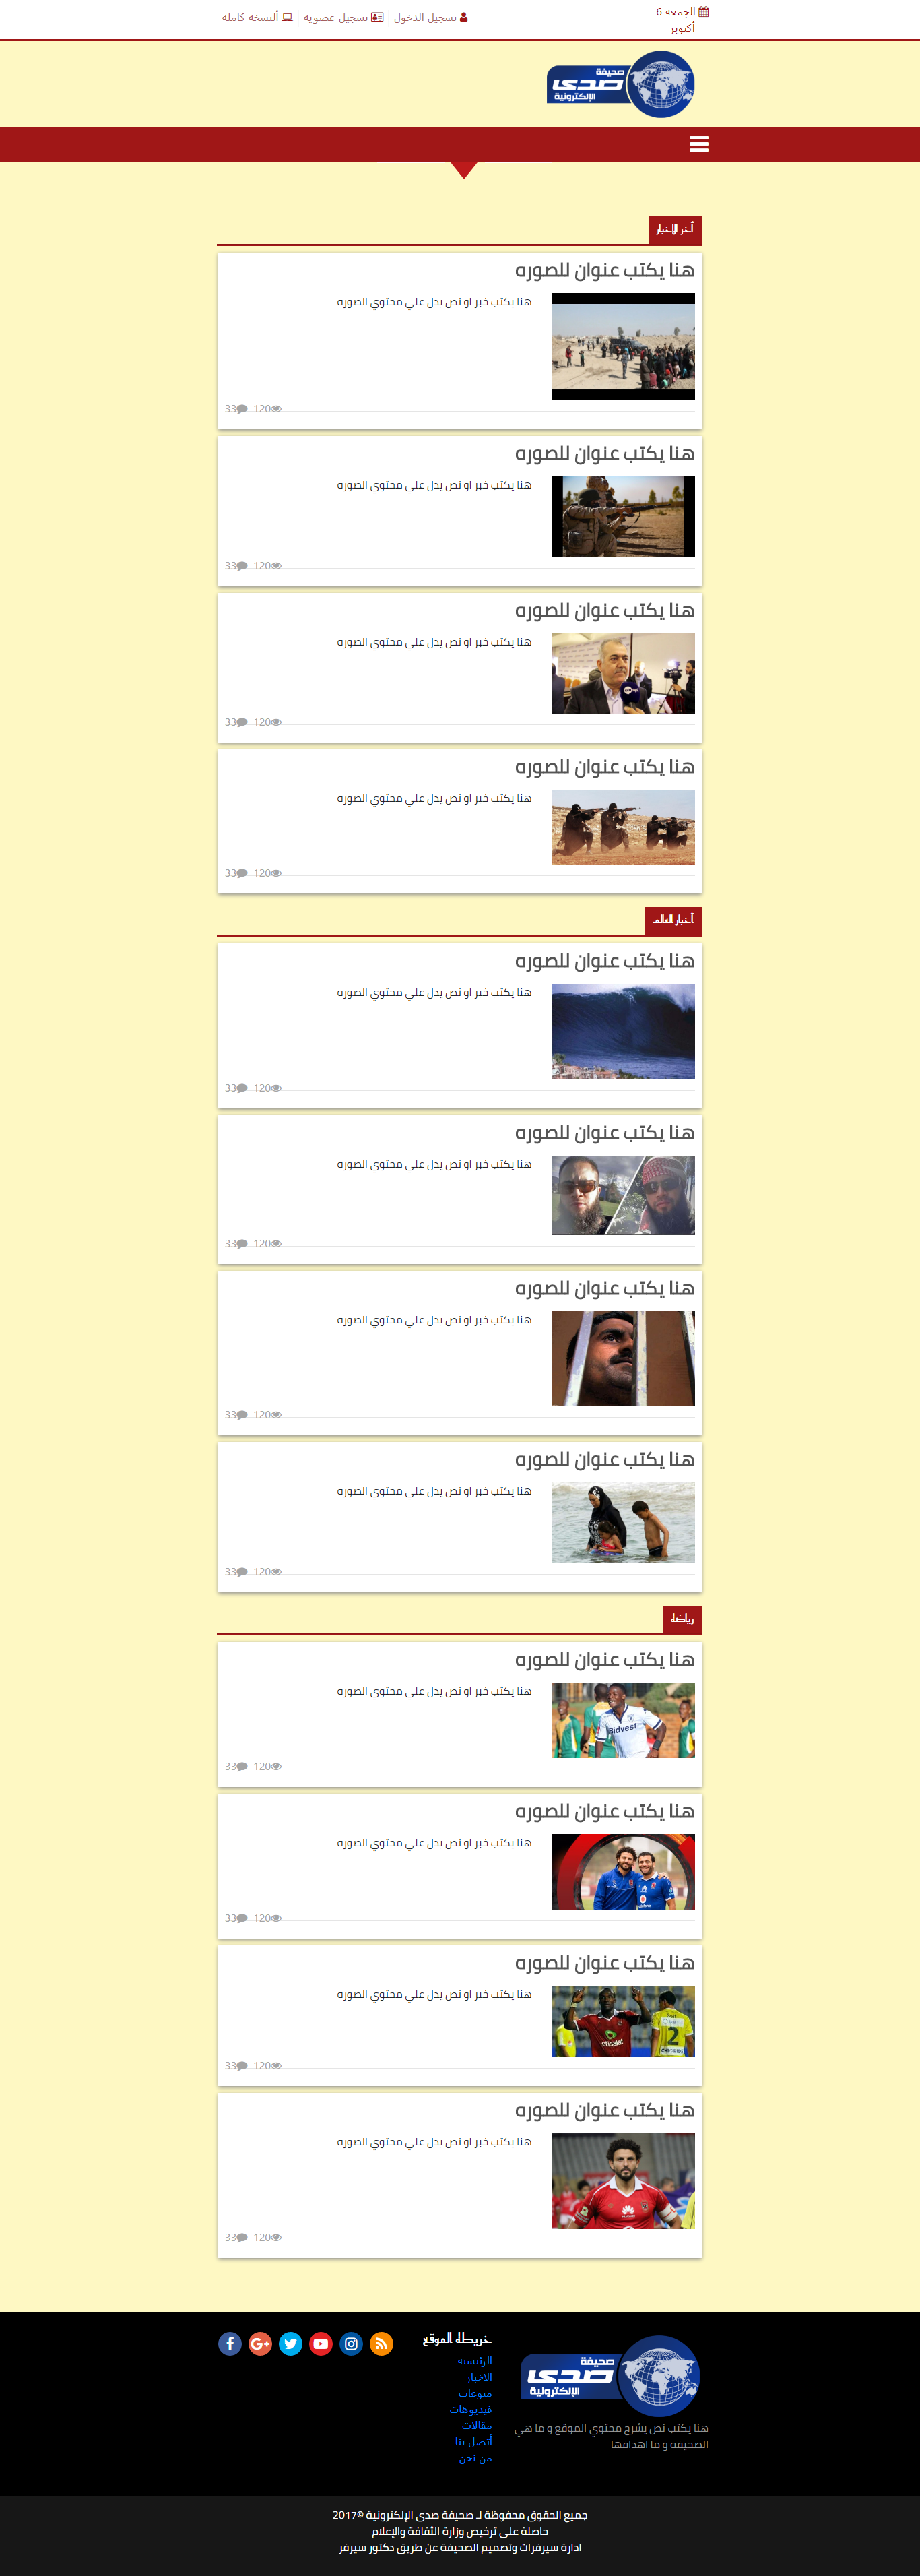 الجمعه 6
أكتوبر
تسجيل الدخول
تسجيل عضويه
ألنسخه كامله
صحيفة
صدى
الإلكترونية
أخر الإخبار
هنا يكتب عنوان للصوره
هنا يكتب خبر او نص يدل علي محتوي الصوره
120 33
هنا يكتب عنوان للصوره
هنا يكتب خبر او نص يدل علي محتوي الصوره
120 33
هنا يكتب عنوان للصوره
هنا يكتب خبر او نص يدل علي محتوي الصوره
120 33
هنا يكتب عنوان للصوره
هنا يكتب خبر او نص يدل علي محتوي الصوره
120 33
أخبار العالم
هنا يكتب عنوان للصوره
هنا يكتب خبر او نص يدل علي محتوي الصوره
120 33
هنا يكتب عنوان للصوره
هنا يكتب خبر او نص يدل علي محتوي الصوره
120 33
هنا يكتب عنوان للصوره
هنا يكتب خبر او نص يدل علي محتوي الصوره
120 33
هنا يكتب عنوان للصوره
هنا يكتب خبر او نص يدل علي محتوي الصوره
120 33
رياضه
هنا يكتب عنوان للصوره
هنا يكتب خبر او نص يدل علي محتوي الصوره
Bidvest
120 33
هنا يكتب عنوان للصوره
هنا يكتب خبر او نص يدل علي محتوي الصوره
120 33
هنا يكتب عنوان للصوره
هنا يكتب خبر او نص يدل علي محتوي الصوره
etisalat
2
120 33
هنا يكتب عنوان للصوره
هنا يكتب خبر او نص يدل علي محتوي الصوره
HUAWEI
120 33
صحيفة
صدى
الإلكترونية
هنا يكتب نص يشرح محتوي الموقع و ما هي
الصحيفه و ما اهدافها
خريطه الموقع
الرئيسيه
الاخبار
منوعات
فيديوهات
مقالات
أتصل بنا
من نحن
جميع الحقوق محفوظة لـ صحيفة صدى الإلكترونية ©2017
حاصلة على ترخيص وزارة الثقافة والإعلام
ادارة سيرفرات وتصميم الصحيفة عن طريق دكتور سيرفر